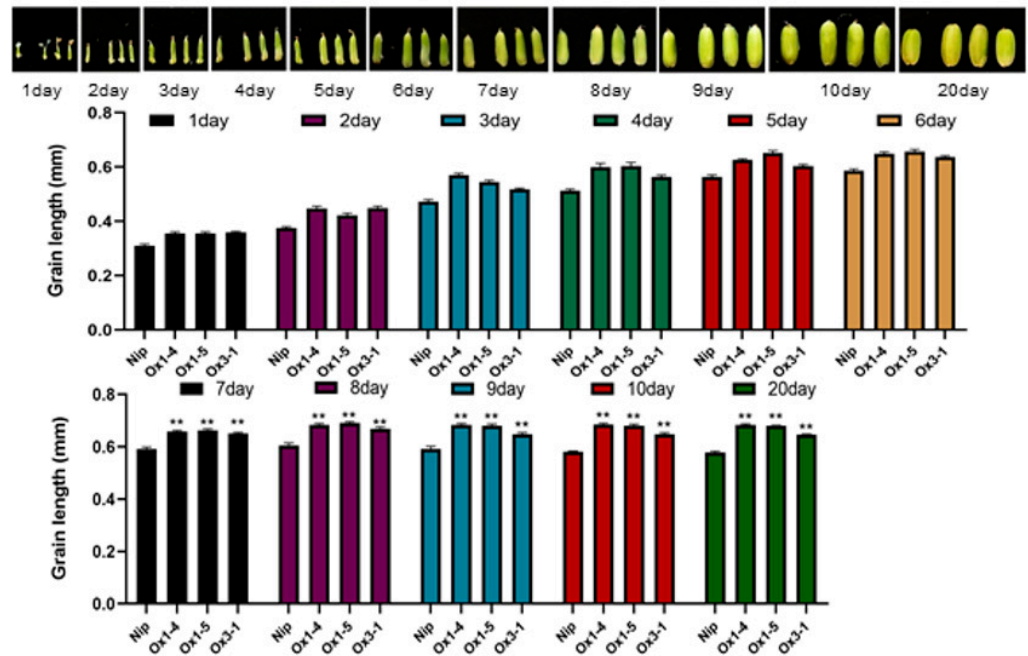 1day 2day 3day 4day 5day 6day 7day 8day 9day 10day 20day
1day 2day 3day 4day 5day 6day
Grain length (mm)
0.8
0.6
0.4
0.2
0.0
Nip Ox1-4 Ox1-5 Ox3-1 Nip Ox1-4 Ox1-5 Ox3-1 Nip Ox1-4 Ox1-5 Ox3-1 Nip Ox1-4 Ox1-5 Ox3-1 Nip Ox1-4 Ox1-5 Ox3-1 Nip Ox1-4 Ox1-5 Ox3-1
7day 8day 9day 10day 20day
Grain length (mm)
0.8
0.6
0.4
0.2
0.0
** ** ** ** ** ** ** ** ** ** ** ** ** ** **
Nip Ox1-4 Ox1-5 Ox3-1 Nip Ox1-4 Ox1-5 Ox3-1 Nip Ox1-4 Ox1-5 Ox3-1 Nip Ox1-4 Ox1-5 Ox3-1 Nip Ox1-4 Ox1-5 Ox3-1